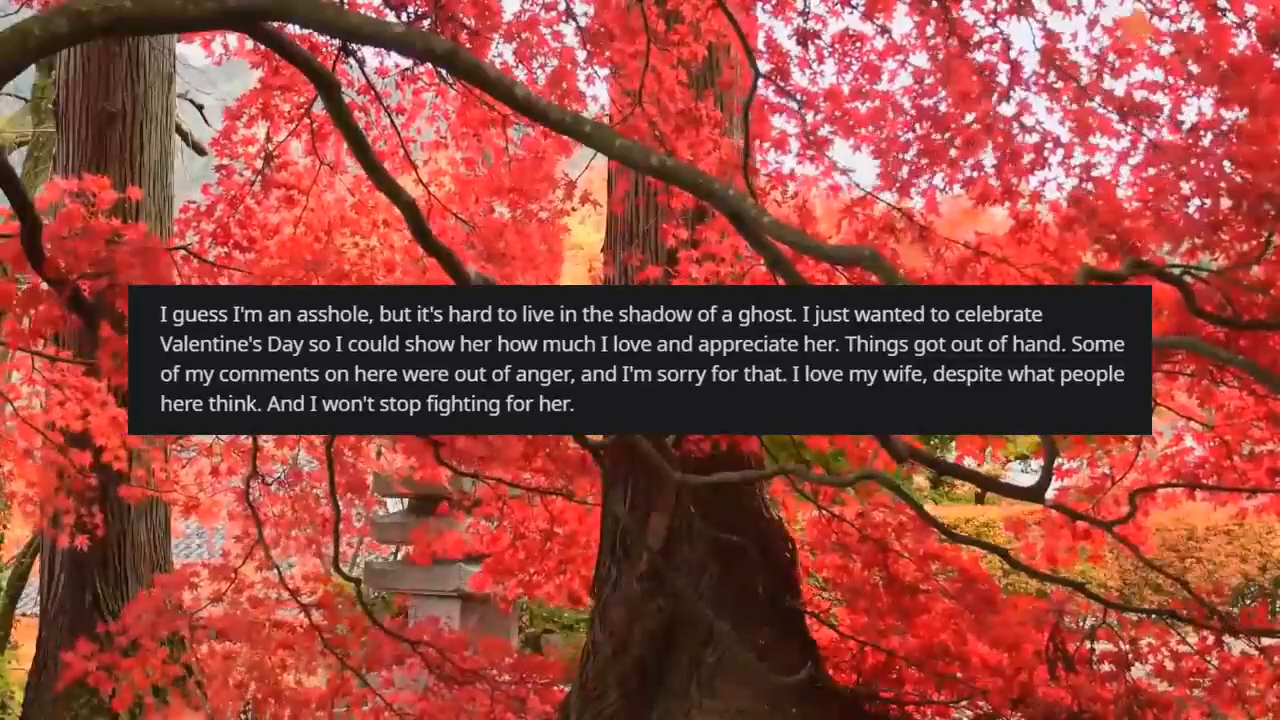 I guess I'm an asshole, but it's hard to live in the shadow of a ghost. I just wanted to celebrate
Valentine's Day so I could show her how much I love and appreciate her. Things got out of hand. Some
of my comments on here were out of anger, and I'm sorry for that. I love my wife, despite what people
here think. And I won't stop fighting for her.